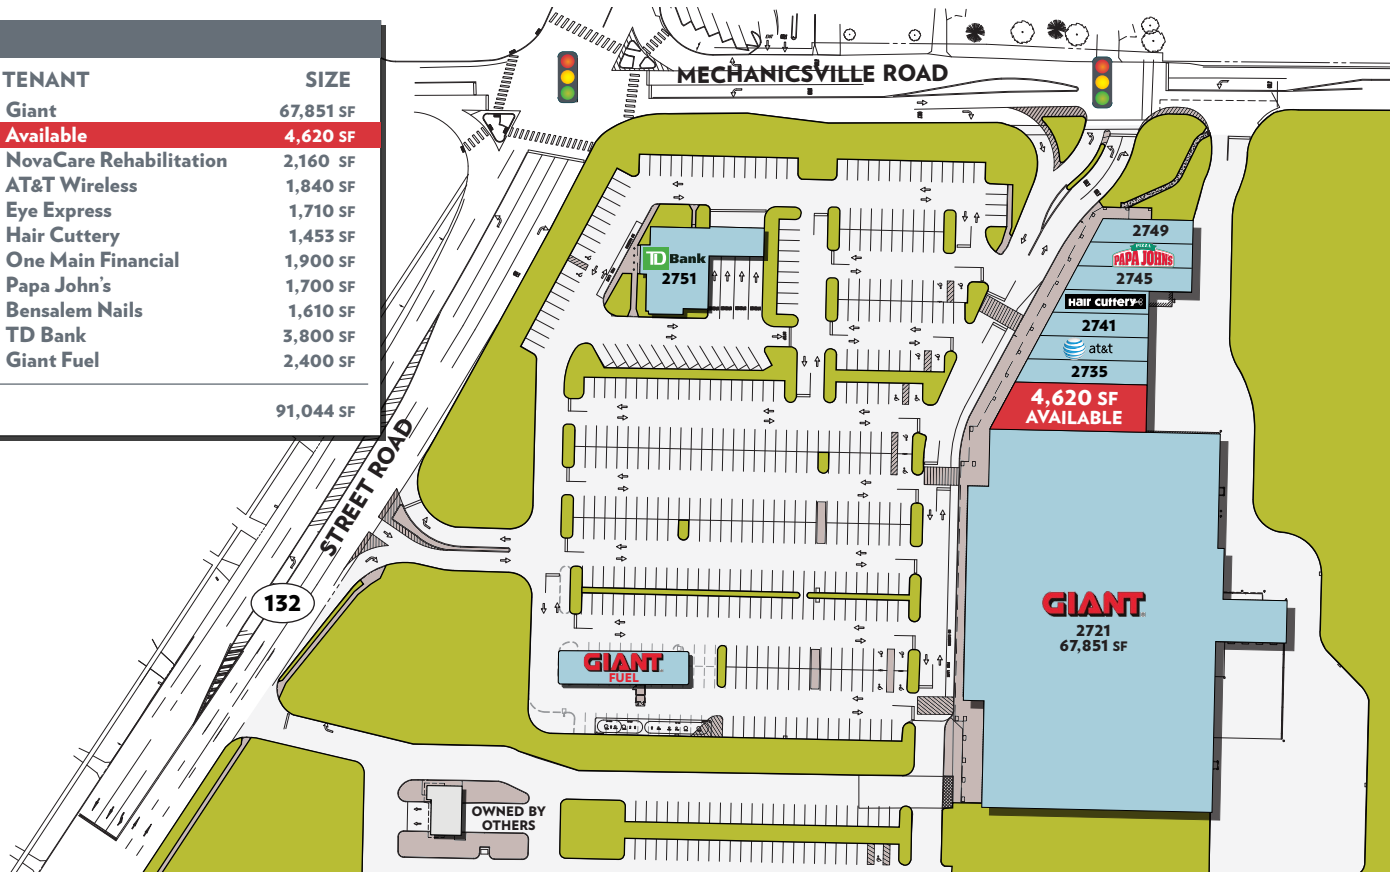 TENANT SIZE
Giant 67,851 SF
Available 4,620 SF
NovaCare Rehabilitation 2,160 SF
AT&T Wireless 1,840 SF
Eye Express 1,710 SF
Hair Cuttery 1,453 SF
One Main Financial 1,900 SF
Papa John's 1,700 SF
Bensalem Nails 1,610 SF
TD Bank 3,800 SF
Giant Fuel 2,400 SF
91,044 SF
MECHANICSVILLE ROAD
STREET ROAD
132
TD Bank
2751
2749
PIZZA
PAPA JOHNS
2745
Hair Cuttery
2741
at&t
2735
4,620 SF
AVAILABLE
GIANT
2721
67,851 SF
GIANT
FUEL
OWNED BY
OTHERS